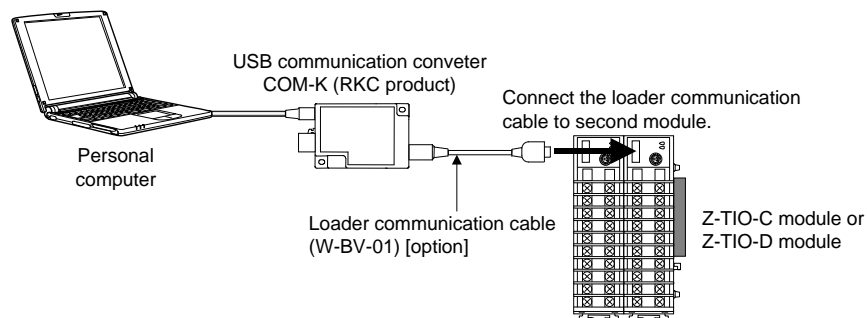 USB communication conveter
COM-K (RKC product)
Connect the loader communication
cable to second module.
Personal
computer
Loader communication cable
(W-BV-01) [option]
Z-TIO-C module or
Z-TIO-D module